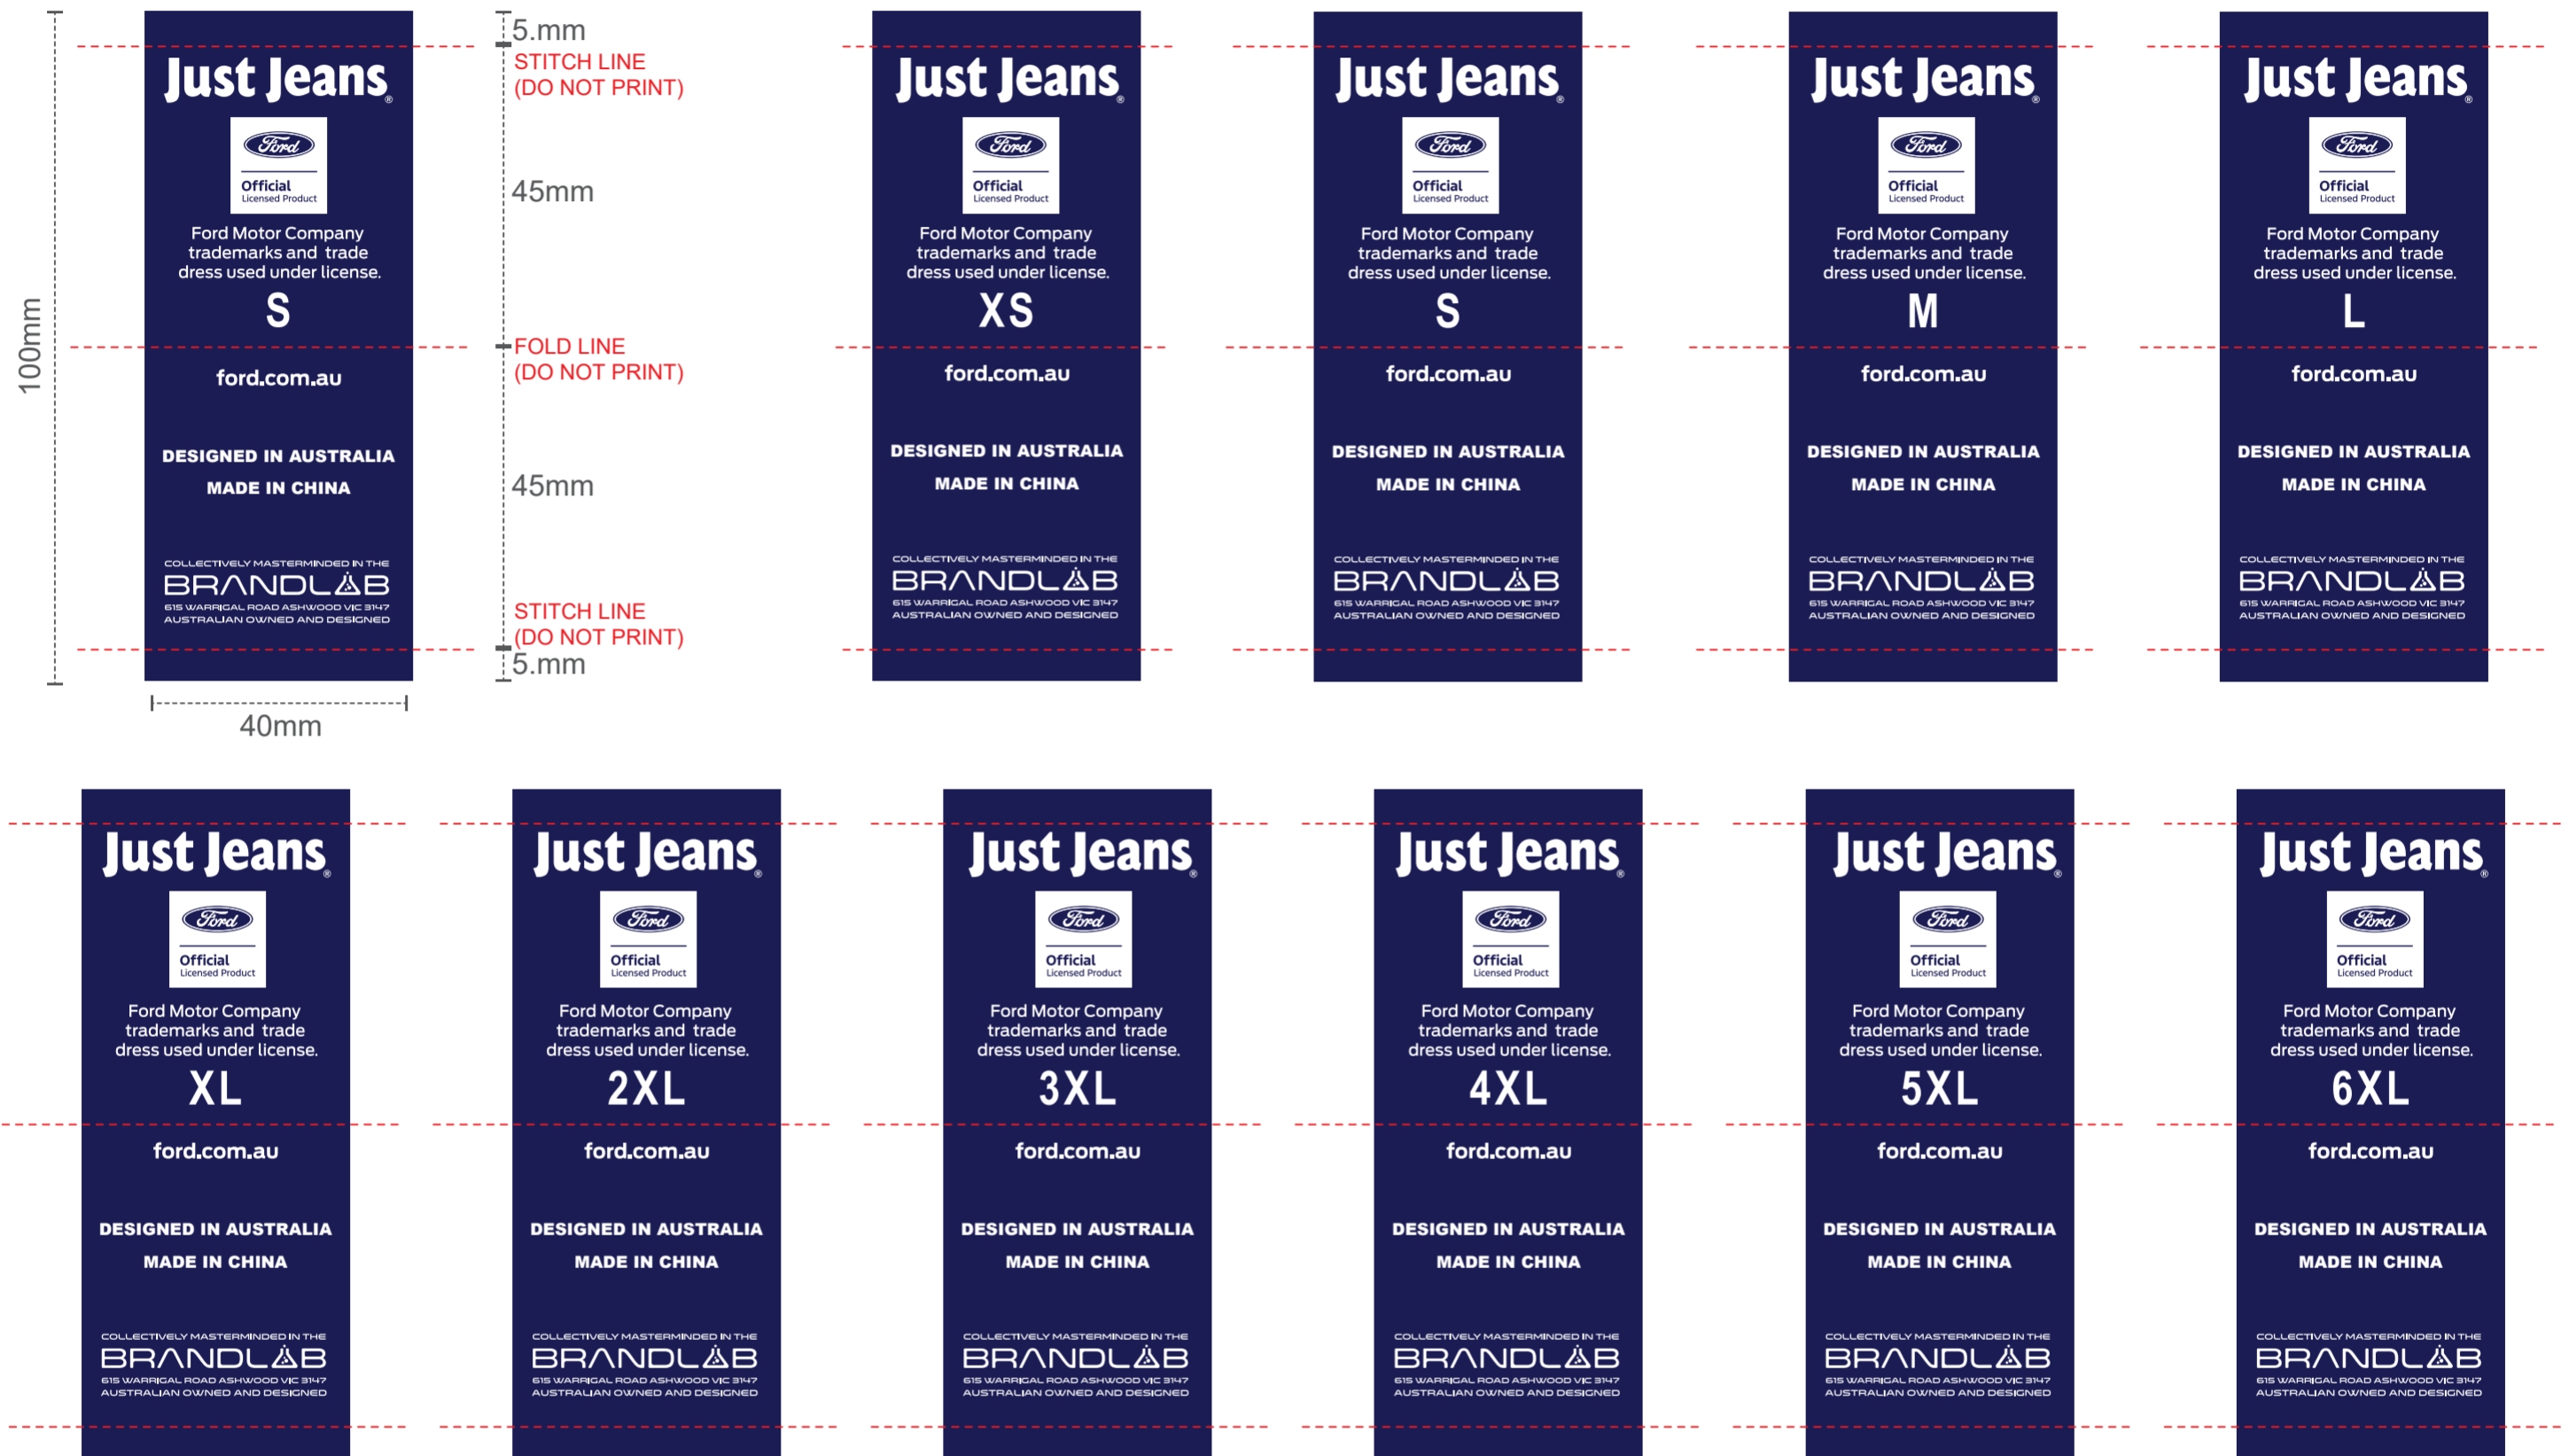 100mm
Just Jeans®
Ford
Official
Licensed Product
Ford Motor Company
trademarks and trade
dress used under license.
S
ford.com.au
DESIGNED IN AUSTRALIA
MADE IN CHINA
COLLECTIVELY MASTERMINDED IN THE
BRANDLAB
615 WARRIGAL ROAD ASHWOOD VIC 3147
AUSTRALIAN OWNED AND DESIGNED
40mm
5.mm
STITCH LINE
(DO NOT PRINT)
45mm
FOLD LINE
(DO NOT PRINT)
45mm
STITCH LINE
(DO NOT PRINT)
5.mm
Just Jeans®
Ford
Official
Licensed Product
Ford Motor Company
trademarks and trade
dress used under license.
XS
ford.com.au
DESIGNED IN AUSTRALIA
MADE IN CHINA
COLLECTIVELY MASTERMINDED IN THE
BRANDLAB
615 WARRIGAL ROAD ASHWOOD VIC 3147
AUSTRALIAN OWNED AND DESIGNED
Just Jeans®
Ford
Official
Licensed Product
Ford Motor Company
trademarks and trade
dress used under license.
S
ford.com.au
DESIGNED IN AUSTRALIA
MADE IN CHINA
COLLECTIVELY MASTERMINDED IN THE
BRANDLAB
615 WARRIGAL ROAD ASHWOOD VIC 3147
AUSTRALIAN OWNED AND DESIGNED
Just Jeans®
Ford
Official
Licensed Product
Ford Motor Company
trademarks and trade
dress used under license.
M
ford.com.au
DESIGNED IN AUSTRALIA
MADE IN CHINA
COLLECTIVELY MASTERMINDED IN THE
BRANDLAB
615 WARRIGAL ROAD ASHWOOD VIC 3147
AUSTRALIAN OWNED AND DESIGNED
Just Jeans®
Ford
Official
Licensed Product
Ford Motor Company
trademarks and trade
dress used under license.
L
ford.com.au
DESIGNED IN AUSTRALIA
MADE IN CHINA
COLLECTIVELY MASTERMINDED IN THE
BRANDLAB
615 WARRIGAL ROAD ASHWOOD VIC 3147
AUSTRALIAN OWNED AND DESIGNED
Just Jeans®
Ford
Official
Licensed Product
Ford Motor Company
trademarks and trade
dress used under license.
XL
ford.com.au
DESIGNED IN AUSTRALIA
MADE IN CHINA
COLLECTIVELY MASTERMINDED IN THE
BRANDLAB
615 WARRIGAL ROAD ASHWOOD VIC 3147
AUSTRALIAN OWNED AND DESIGNED
Just Jeans®
Ford
Official
Licensed Product
Ford Motor Company
trademarks and trade
dress used under license.
2XL
ford.com.au
DESIGNED IN AUSTRALIA
MADE IN CHINA
COLLECTIVELY MASTERMINDED IN THE
BRANDLAB
615 WARRIGAL ROAD ASHWOOD VIC 3147
AUSTRALIAN OWNED AND DESIGNED
Just Jeans®
Ford
Official
Licensed Product
Ford Motor Company
trademarks and trade
dress used under license.
3XL
ford.com.au
DESIGNED IN AUSTRALIA
MADE IN CHINA
COLLECTIVELY MASTERMINDED IN THE
BRANDLAB
615 WARRIGAL ROAD ASHWOOD VIC 3147
AUSTRALIAN OWNED AND DESIGNED
Just Jeans®
Ford
Official
Licensed Product
Ford Motor Company
trademarks and trade
dress used under license.
4XL
ford.com.au
DESIGNED IN AUSTRALIA
MADE IN CHINA
COLLECTIVELY MASTERMINDED IN THE
BRANDLAB
615 WARRIGAL ROAD ASHWOOD VIC 3147
AUSTRALIAN OWNED AND DESIGNED
Just Jeans®
Ford
Official
Licensed Product
Ford Motor Company
trademarks and trade
dress used under license.
5XL
ford.com.au
DESIGNED IN AUSTRALIA
MADE IN CHINA
COLLECTIVELY MASTERMINDED IN THE
BRANDLAB
615 WARRIGAL ROAD ASHWOOD VIC 3147
AUSTRALIAN OWNED AND DESIGNED
Just Jeans®
Ford
Official
Licensed Product
Ford Motor Company
trademarks and trade
dress used under license.
6XL
ford.com.au
DESIGNED IN AUSTRALIA
MADE IN CHINA
COLLECTIVELY MASTERMINDED IN THE
BRANDLAB
615 WARRIGAL ROAD ASHWOOD VIC 3147
AUSTRALIAN OWNED AND DESIGNED